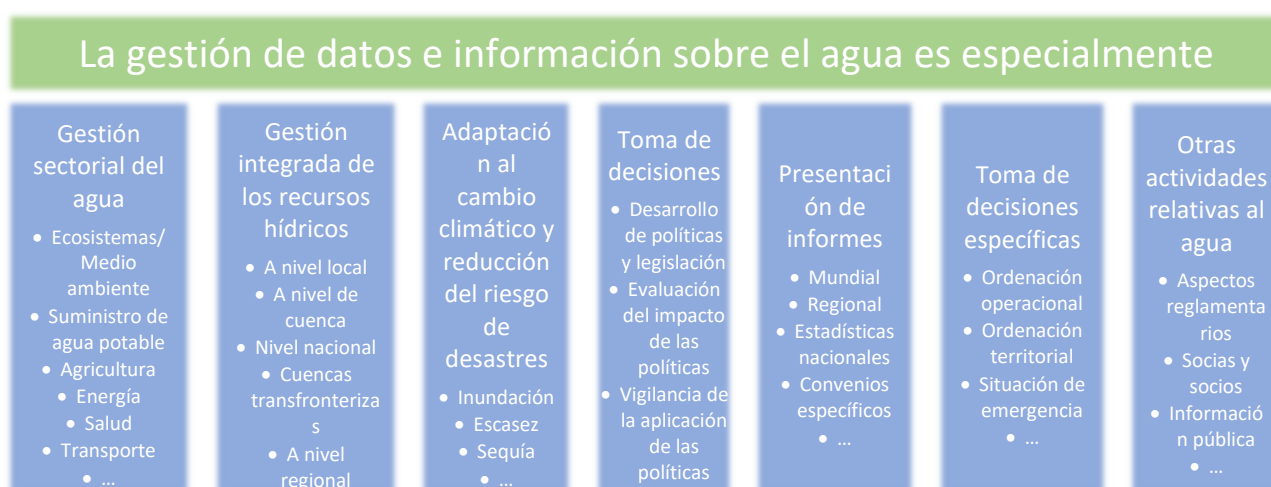 La gestión de datos e información sobre el agua es especialmente
Gestión
sectorial del
agua
• Ecosistemas/
Medio
ambiente
• Suministro de
agua potable
• Agricultura
• Energía
• Salud
• Transporte
• ...
Gestión
integrada de
los recursos
hídricos
• A nivel local
• A nivel de
cuenca
• Nivel nacional
• Cuencas
transfronteriza
s
• A nivel
regional
Adaptació
n al
cambio
climático y
reducción
del riesgo
de
desastres
• Inundación
• Escasez
• Sequía
• ...
Toma de
decisiones
• Desarrollo
de políticas
y legislación
• Evaluación
del impacto
de las
políticas
• Vigilancia de
la aplicación
de las
políticas
Presentaci
ón de
informes
• Mundial
• Regional
• Estadísticas
nacionales
• Convenios
específicos
• ...
Toma de
decisiones
específicas
• Ordenación
operacional
• Ordenación
territorial
• Situación de
emergencia
• ...
Otras
actividades
relativas al
agua
• Aspectos
reglamenta
rios
• Socias y
socios
• Informació
n pública
• ...